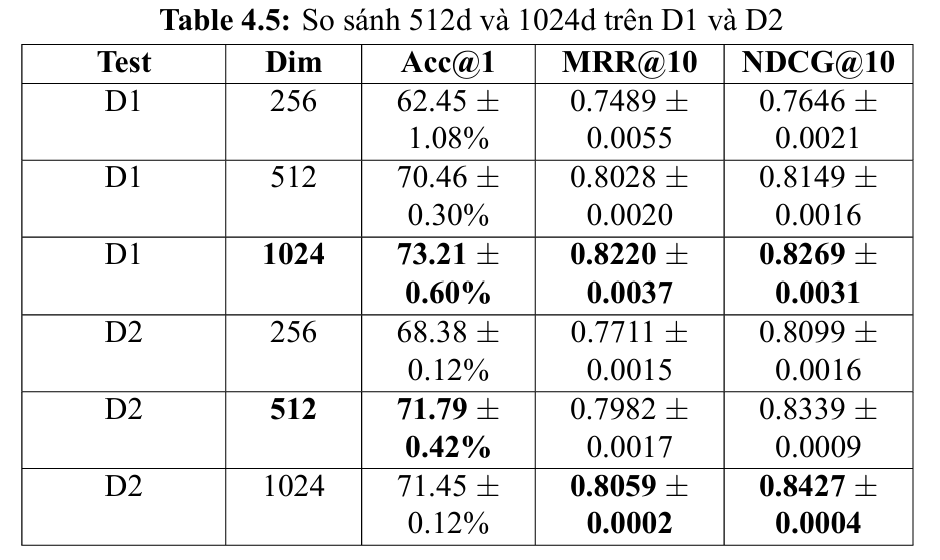 Table 4.5: So sánh 512d và 1024d trên D1 và D2
Test Dim Acc@1 MRR@10 NDCG@10
D1 256 62.45 ± 0.7489 ± 0.7646 ±
1.08% 0.0055 0.0021
D1 512 70.46 ± 0.8028 ± 0.8149 ±
0.30% 0.0020 0.0016
D1 1024 73.21 ± 0.8220 ± 0.8269 ±
0.60% 0.0037 0.0031
D2 256 68.38 ± 0.7711 ± 0.8099 ±
0.12% 0.0015 0.0016
D2 512 71.79 ± 0.7982 ± 0.8339 ±
0.42% 0.0017 0.0009
D2 1024 71.45 ± 0.8059 ± 0.8427 ±
0.12% 0.0002 0.0004